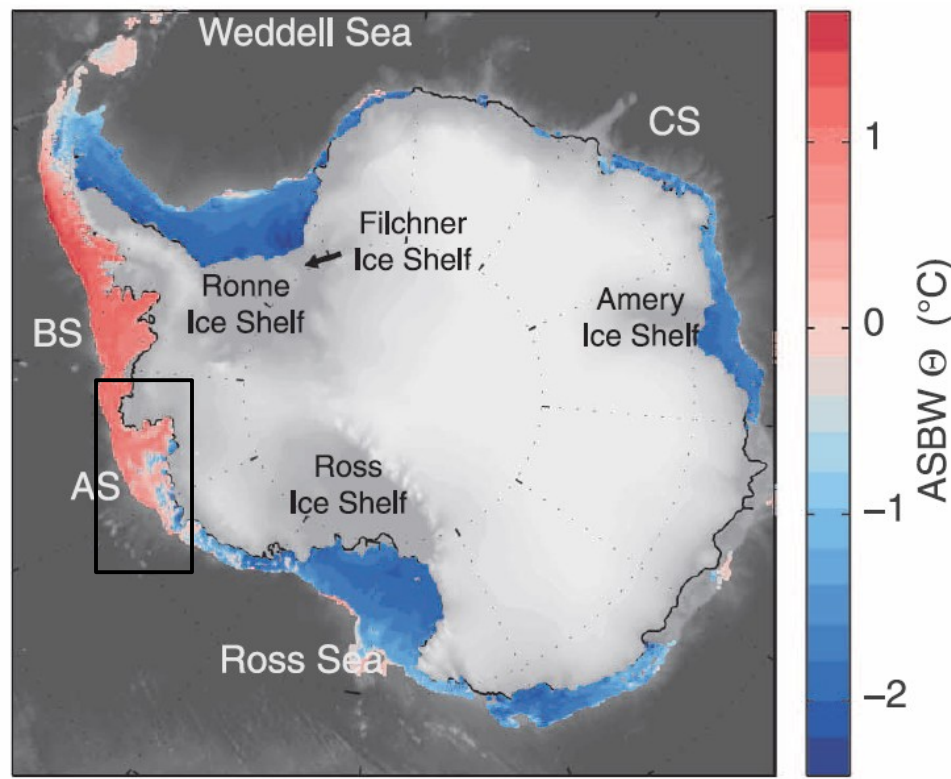 Weddell Sea
CS
Filchner
Ice Shelf
Ronne
Ice Shelf
Amery
Ice Shelf
BS
Ross
Ice Shelf
AS
Ross Sea
1
0
−1
−2
ASBW Θ (°C)